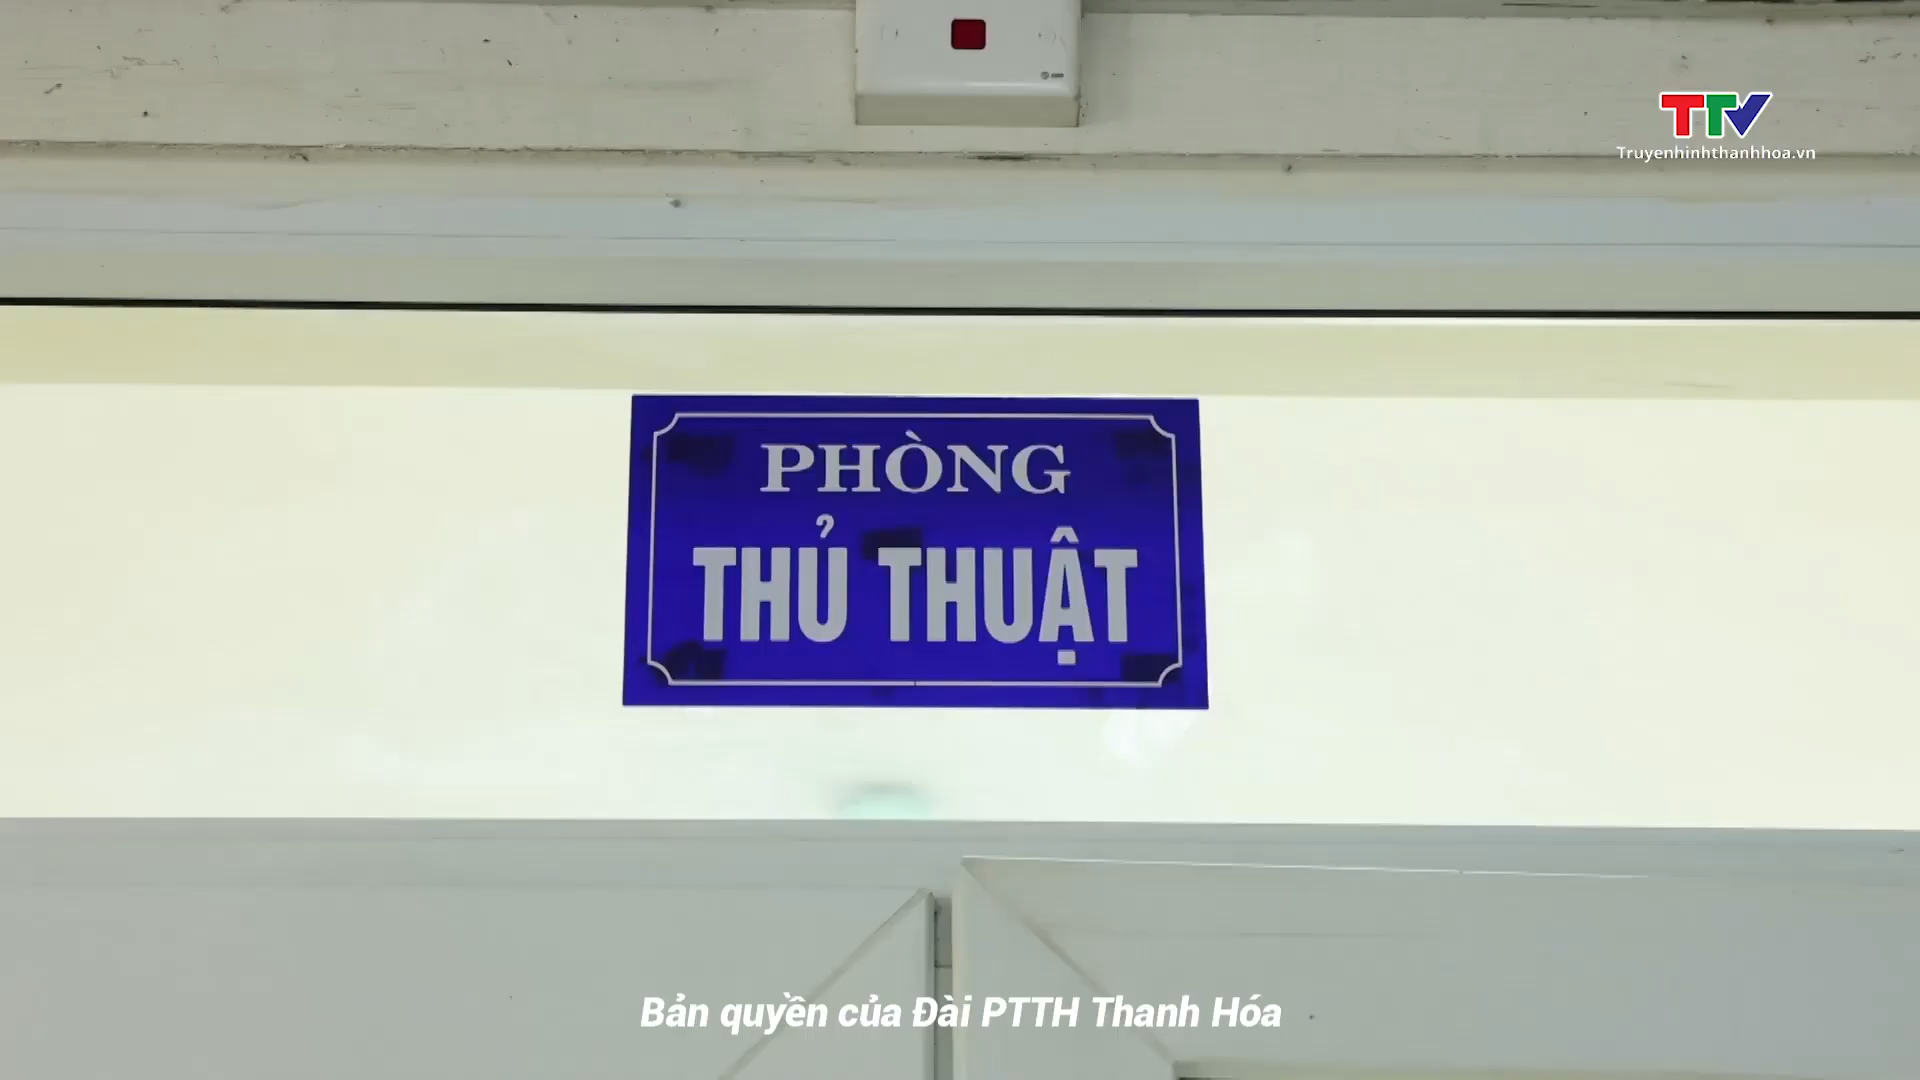 TTV
Truyenhinhthanhhoa.vn
PHÒNG
THỦ THUẬT
Bản quyền của Đài PTTH Thanh Hóa